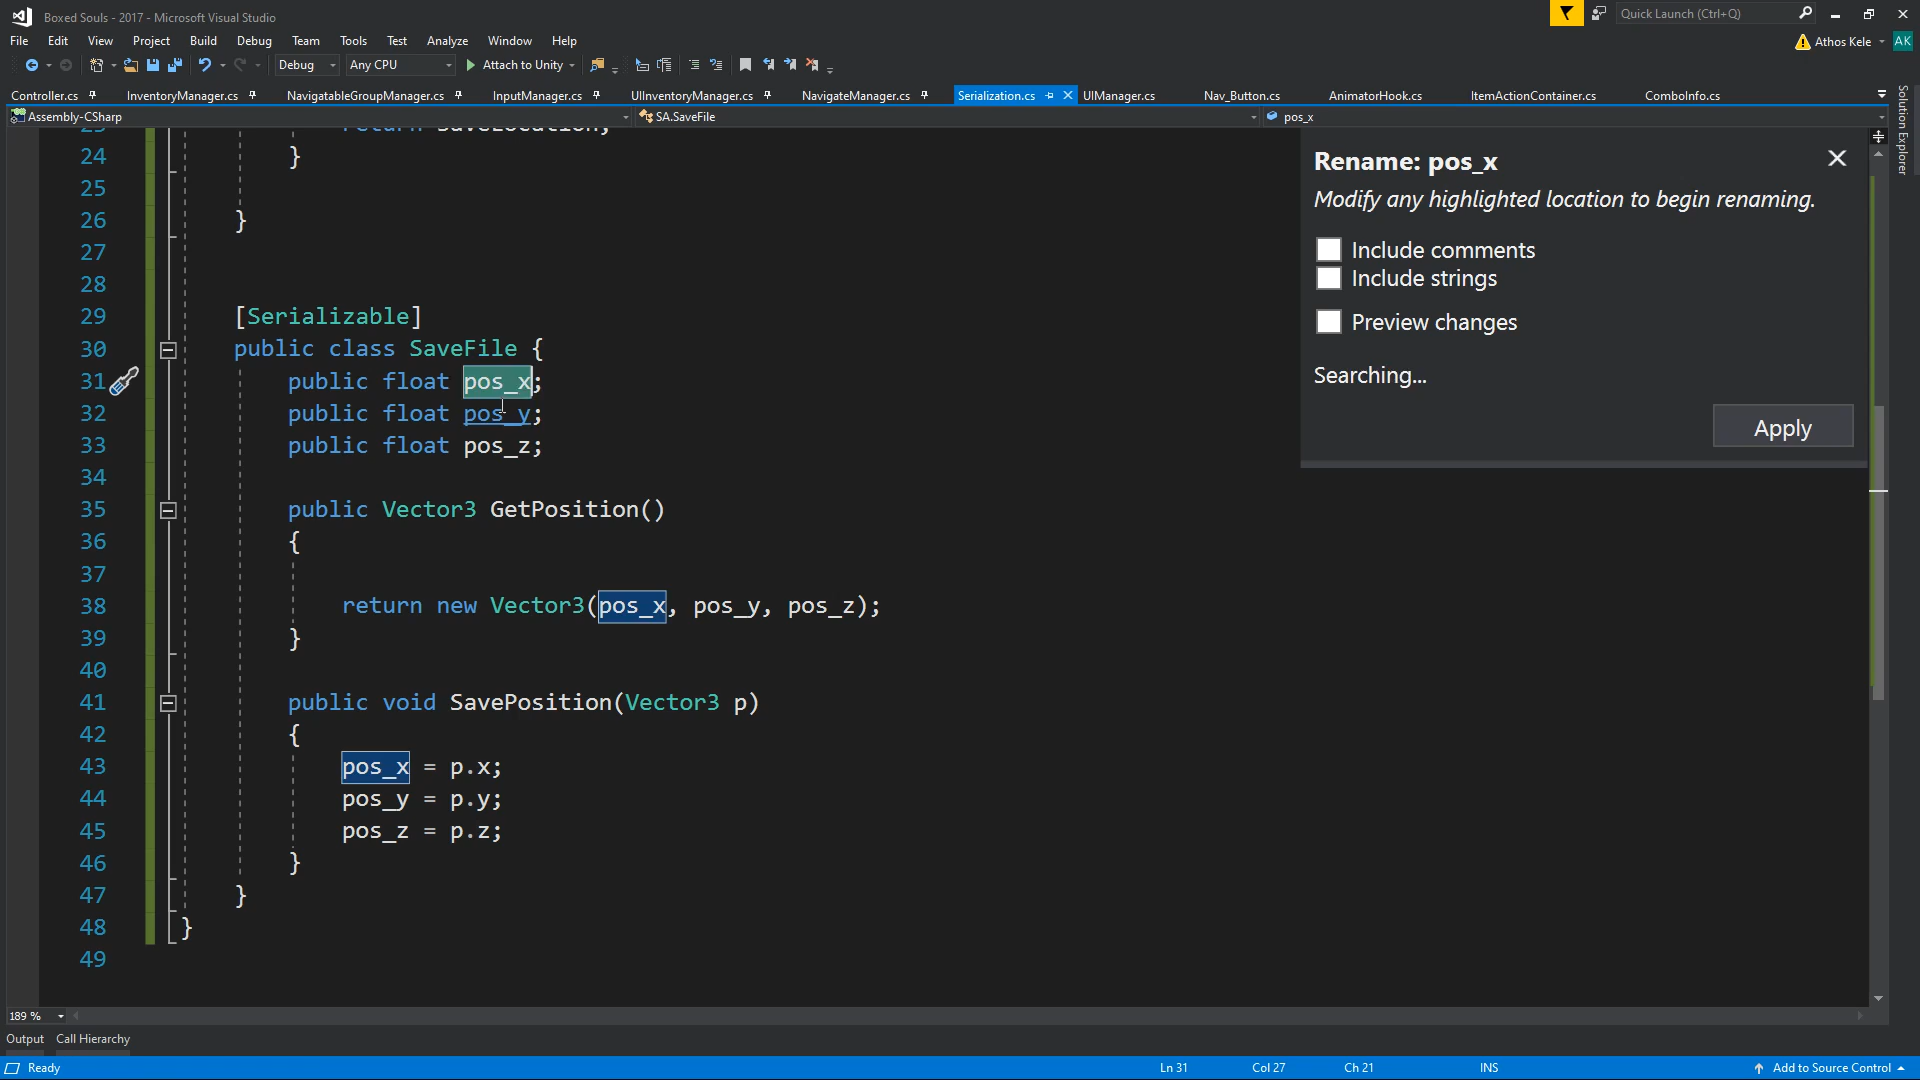 Boxed Souls - 2017 - Microsoft Visual Studio
Quick Launch (Ctrl+Q)
File Edit View Project Build Debug Team Tools Test Analyze Window Help
Athos Kele AK
Debug Any CPU Attach to Unity
Controller.cs InventoryManager.cs NavigatableGroupManager.cs InputManager.cs UIInventoryManager.cs NavigateManager.cs Serialization.cs UIManager.cs Nav_Button.cs AnimatorHook.cs ItemActionContainer.cs ComboInfo.cs
Solution Explorer
Assembly-CSharp SA.SaveFile pos_x
24 }
25
26 }
27
28
29 [Serializable]
30 public class SaveFile {
31 public float pos_x;
32 public float pos_y;
33 public float pos_z;
34
35 public Vector3 GetPosition()
36 {
37
38 return new Vector3(pos_x, pos_y, pos_z);
39 }
40
41 public void SavePosition(Vector3 p)
42 {
43 pos_x = p.x;
44 pos_y = p.y;
45 pos_z = p.z;
46 }
47 }
48 }
49
Rename: pos_x
Modify any highlighted location to begin renaming.
Include comments
Include strings
Preview changes
Searching...
Apply
189 %
Output Call Hierarchy
Ready Ln 31 Col 27 Ch 21 INS Add to Source Control